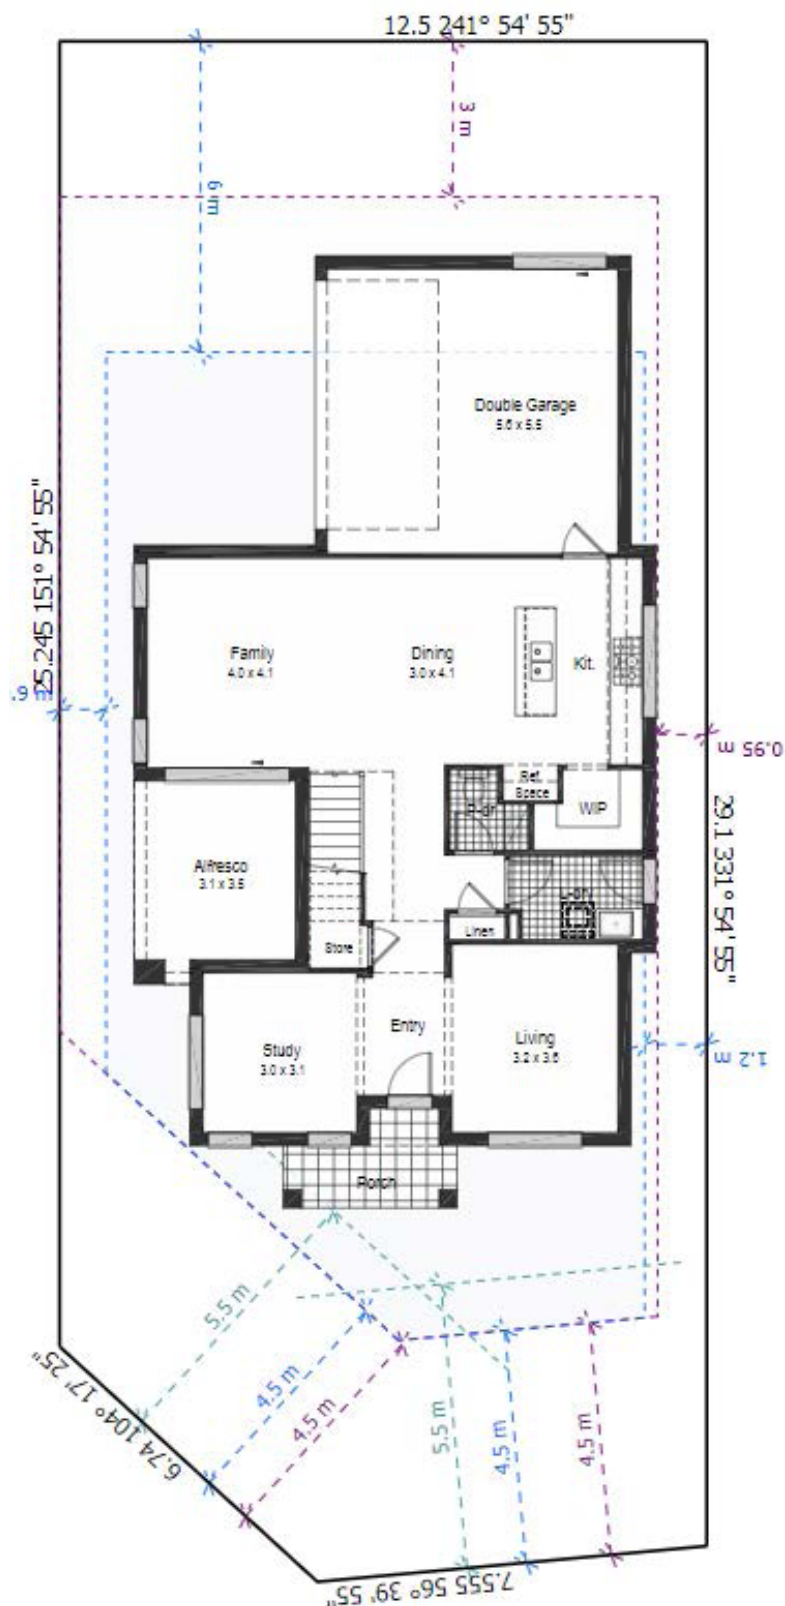 12.5 241° 54' 55"
3 m
6 m
Double Garage
5.6 x 5.5
25.245 151° 54' 55"
Family
4.0 x 4.1
Dining
3.0 x 4.1
Kit.
0.95 m
Ref.
Space
P-dr
WIP
29.1 331° 54' 55"
Alfresco
3.1 x 3.5
L-dry
Linen
Store
Entry
Study
3.0 x 3.1
Living
3.2 x 3.6
1.2 m
Porch
5.5 m
4.5 m
4.5 m
5.5 m
4.5 m
4.5 m
6.74 104° 17' 25"
7.555 56° 39' 55"